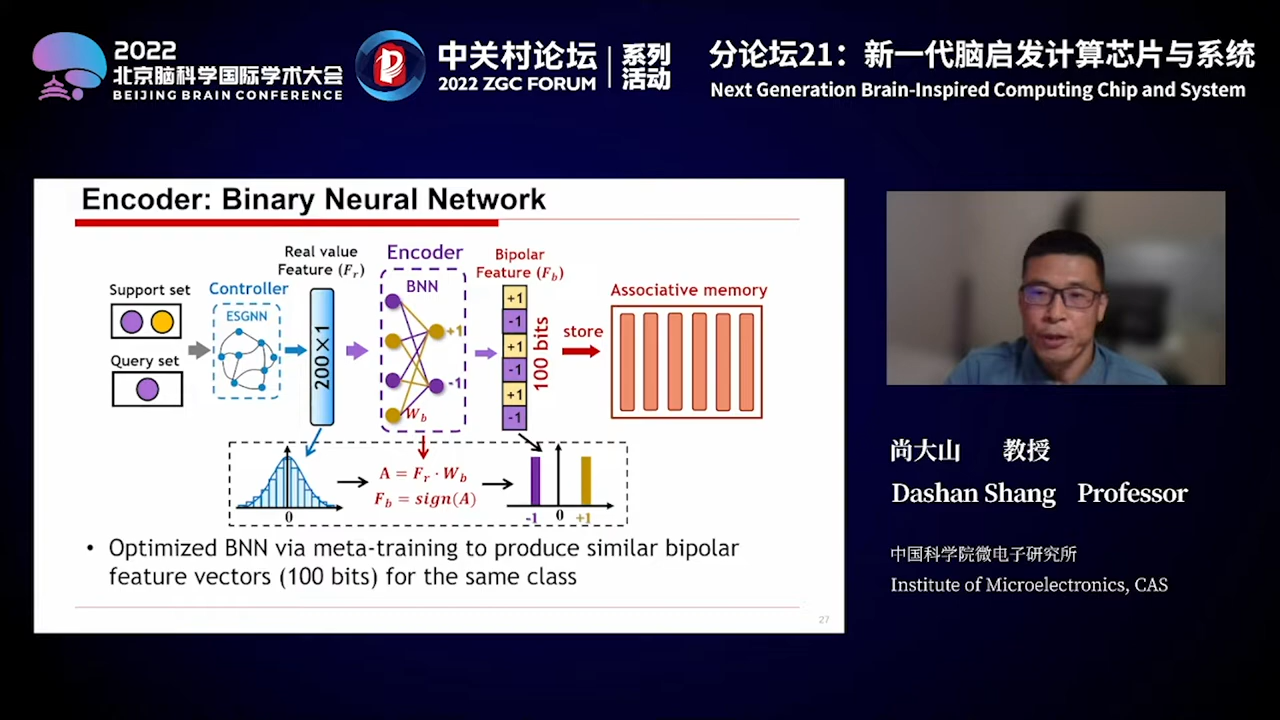 2022
北京脑科学国际学术大会
BEIJING BRAIN CONFERENCE
中关村论坛
2022 ZGC FORUM
系列
活动
分论坛21：新一代脑启发计算芯片与系统
Next Generation Brain-Inspired Computing Chip and System
Encoder: Binary Neural Network
Support set
Query set
Controller
ESGNN
Real value
Feature (Fr)
200×1
Encoder
BNN
+1
-1
Wb
Bipolar
Feature (Fb)
+1
-1
+1
-1
+1
-1
100 bits
store
Associative memory
0
A = Fr · Wb
Fb = sign(A)
-1 0 +1
• Optimized BNN via meta-training to produce similar bipolar
feature vectors (100 bits) for the same class
27
尚大山 教授
Dashan Shang Professor
中国科学院微电子研究所
Institute of Microelectronics, CAS